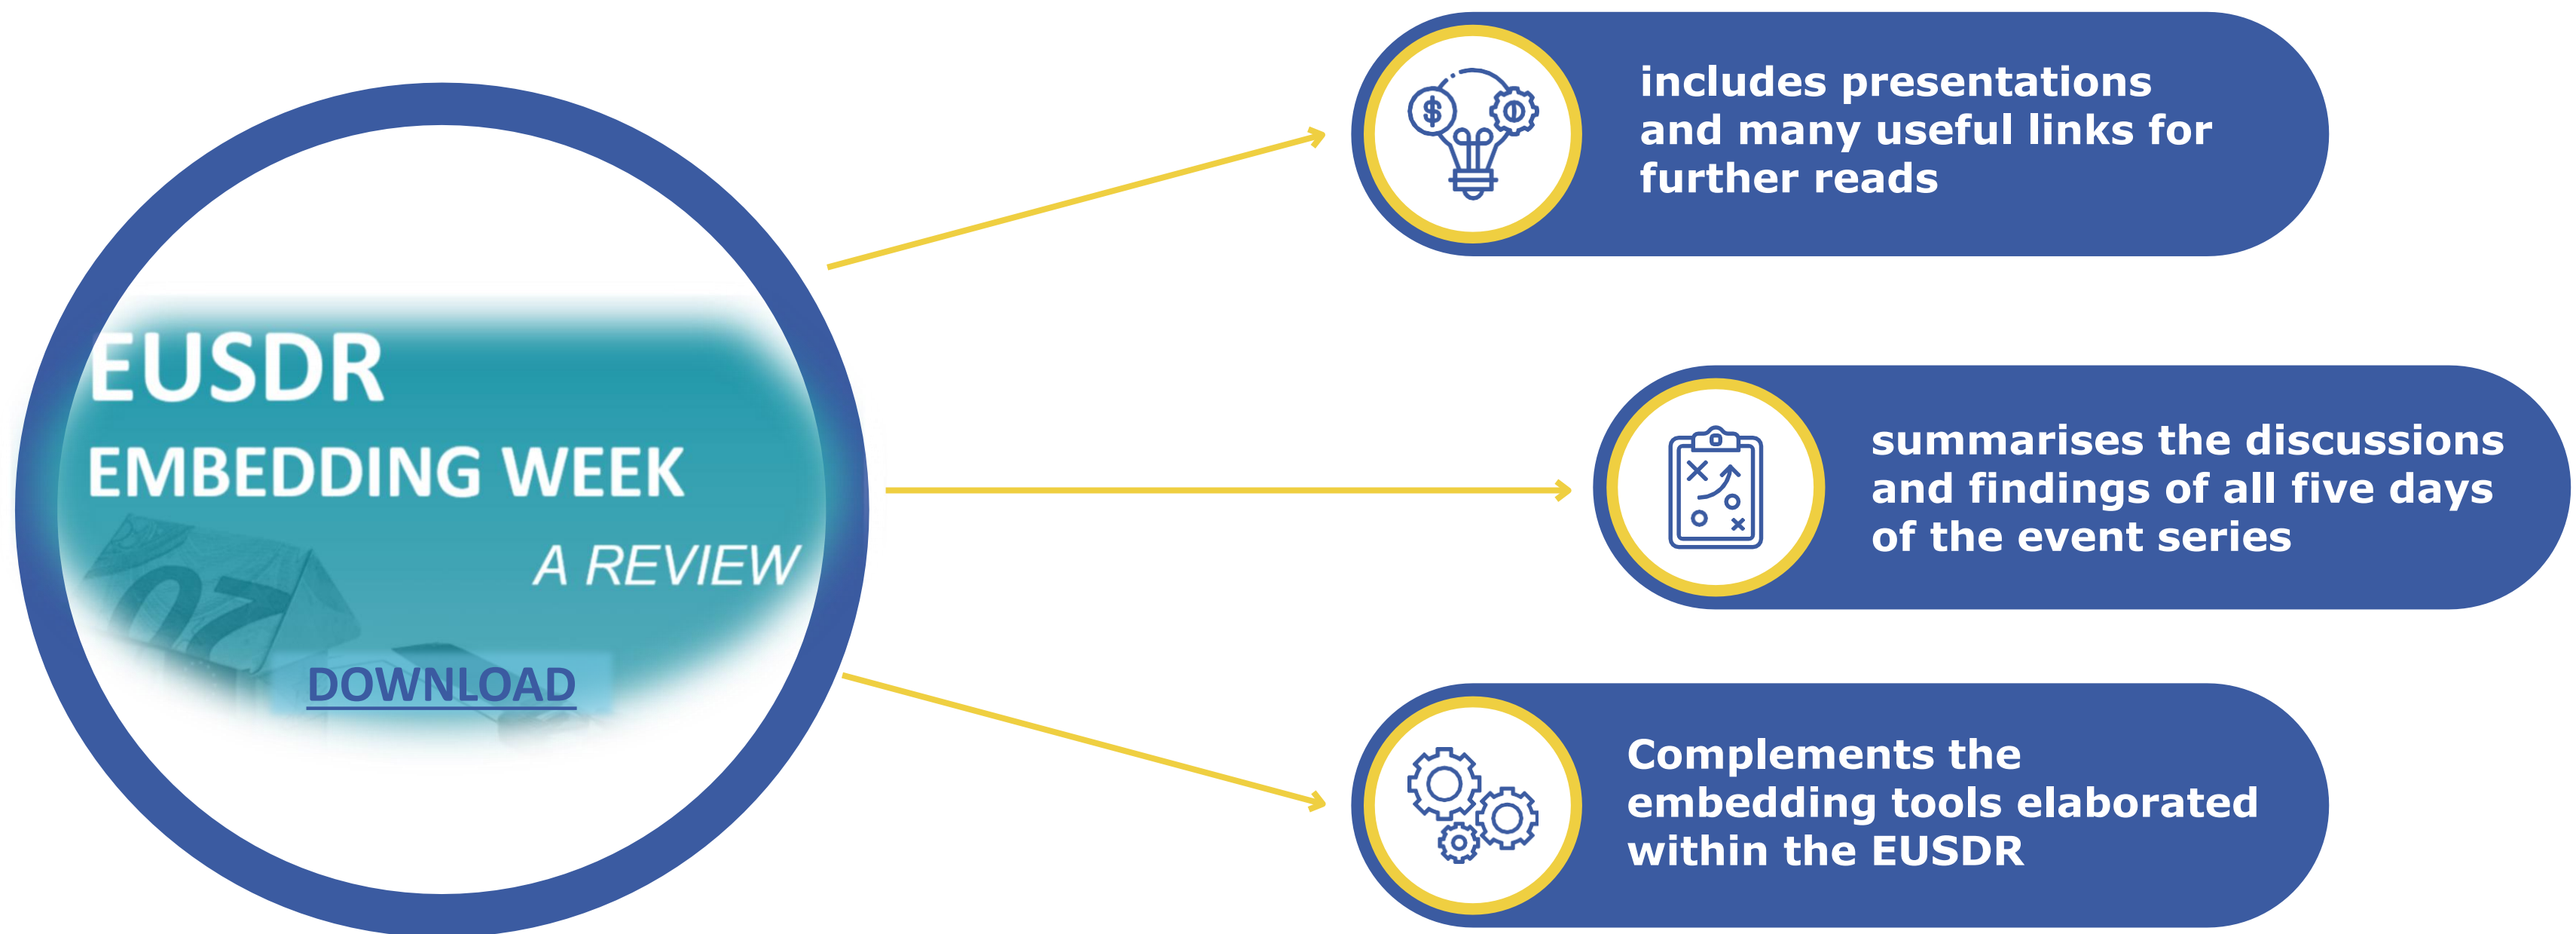 EUSDR
EMBEDDING WEEK
A REVIEW
DOWNLOAD
includes presentations
and many useful links for
further reads
summarises the discussions
and findings of all five days
of the event series
Complements the
embedding tools elaborated
within the EUSDR